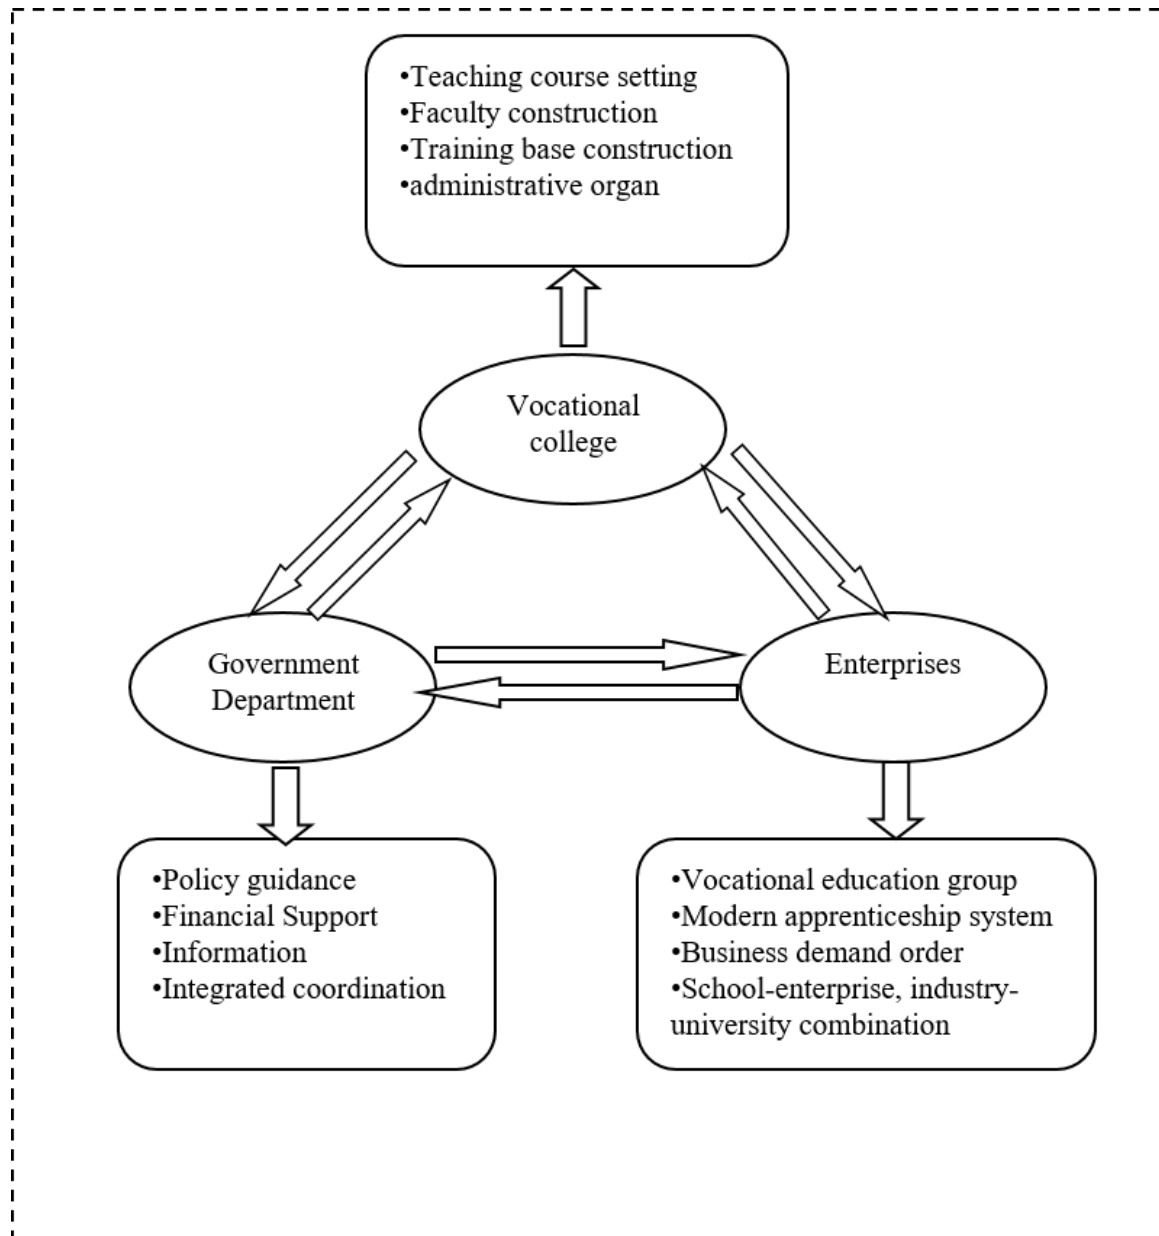 •Teaching course setting
•Faculty construction
•Training base construction
•administrative organ
Vocational
college
Government
Department
Enterprises
•Policy guidance
•Financial Support
•Information
•Integrated coordination
•Vocational education group
•Modern apprenticeship system
•Business demand order
•School-enterprise, industry-
university combination